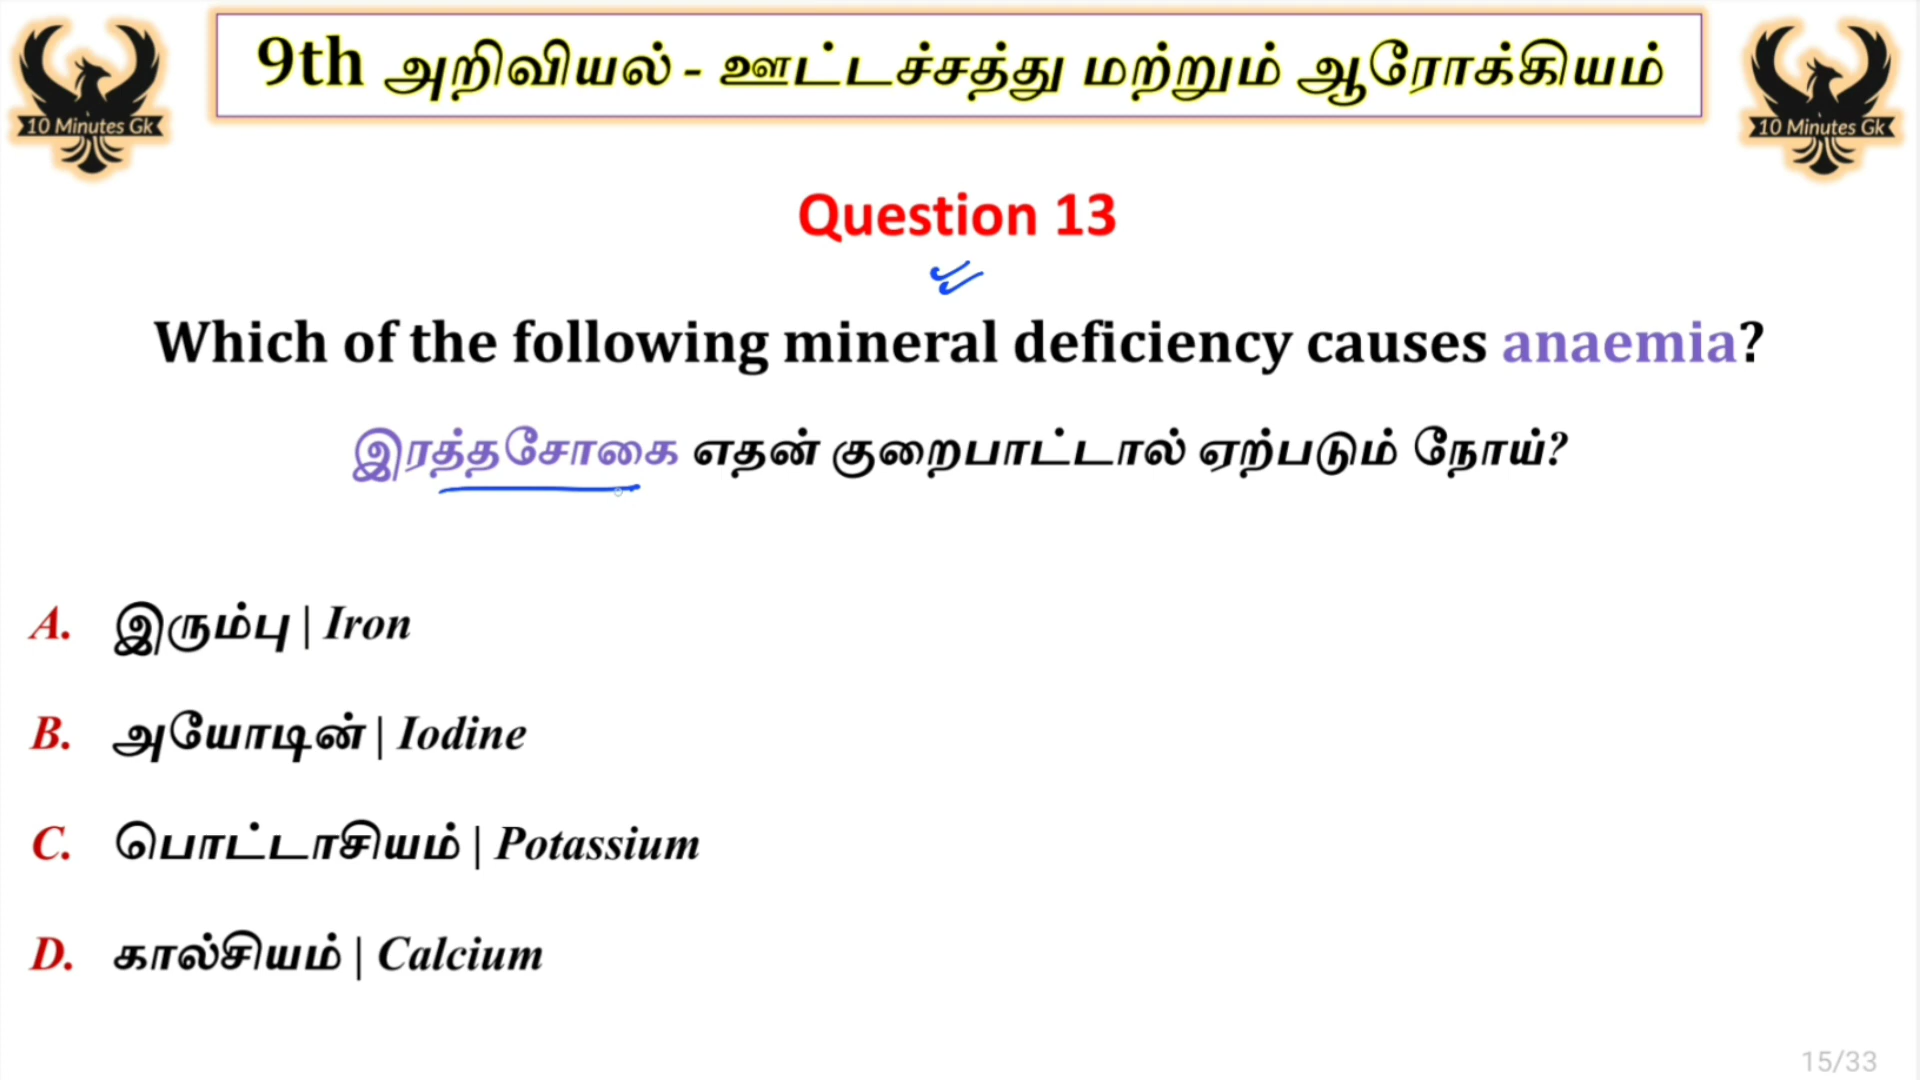 9th அறிவியல் - ஊட்டச்சத்து மற்றும் ஆரோக்கியம்
10 Minutes Gk
10 Minutes Gk
Question 13
Which of the following mineral deficiency causes anaemia?
இரத்தசோகை எதன் குறைபாட்டால் ஏற்படும் நோய்?
A. இரும்பு | Iron
B. அயோடின் | Iodine
C. பொட்டாசியம் | Potassium
D. கால்சியம் | Calcium
15/33